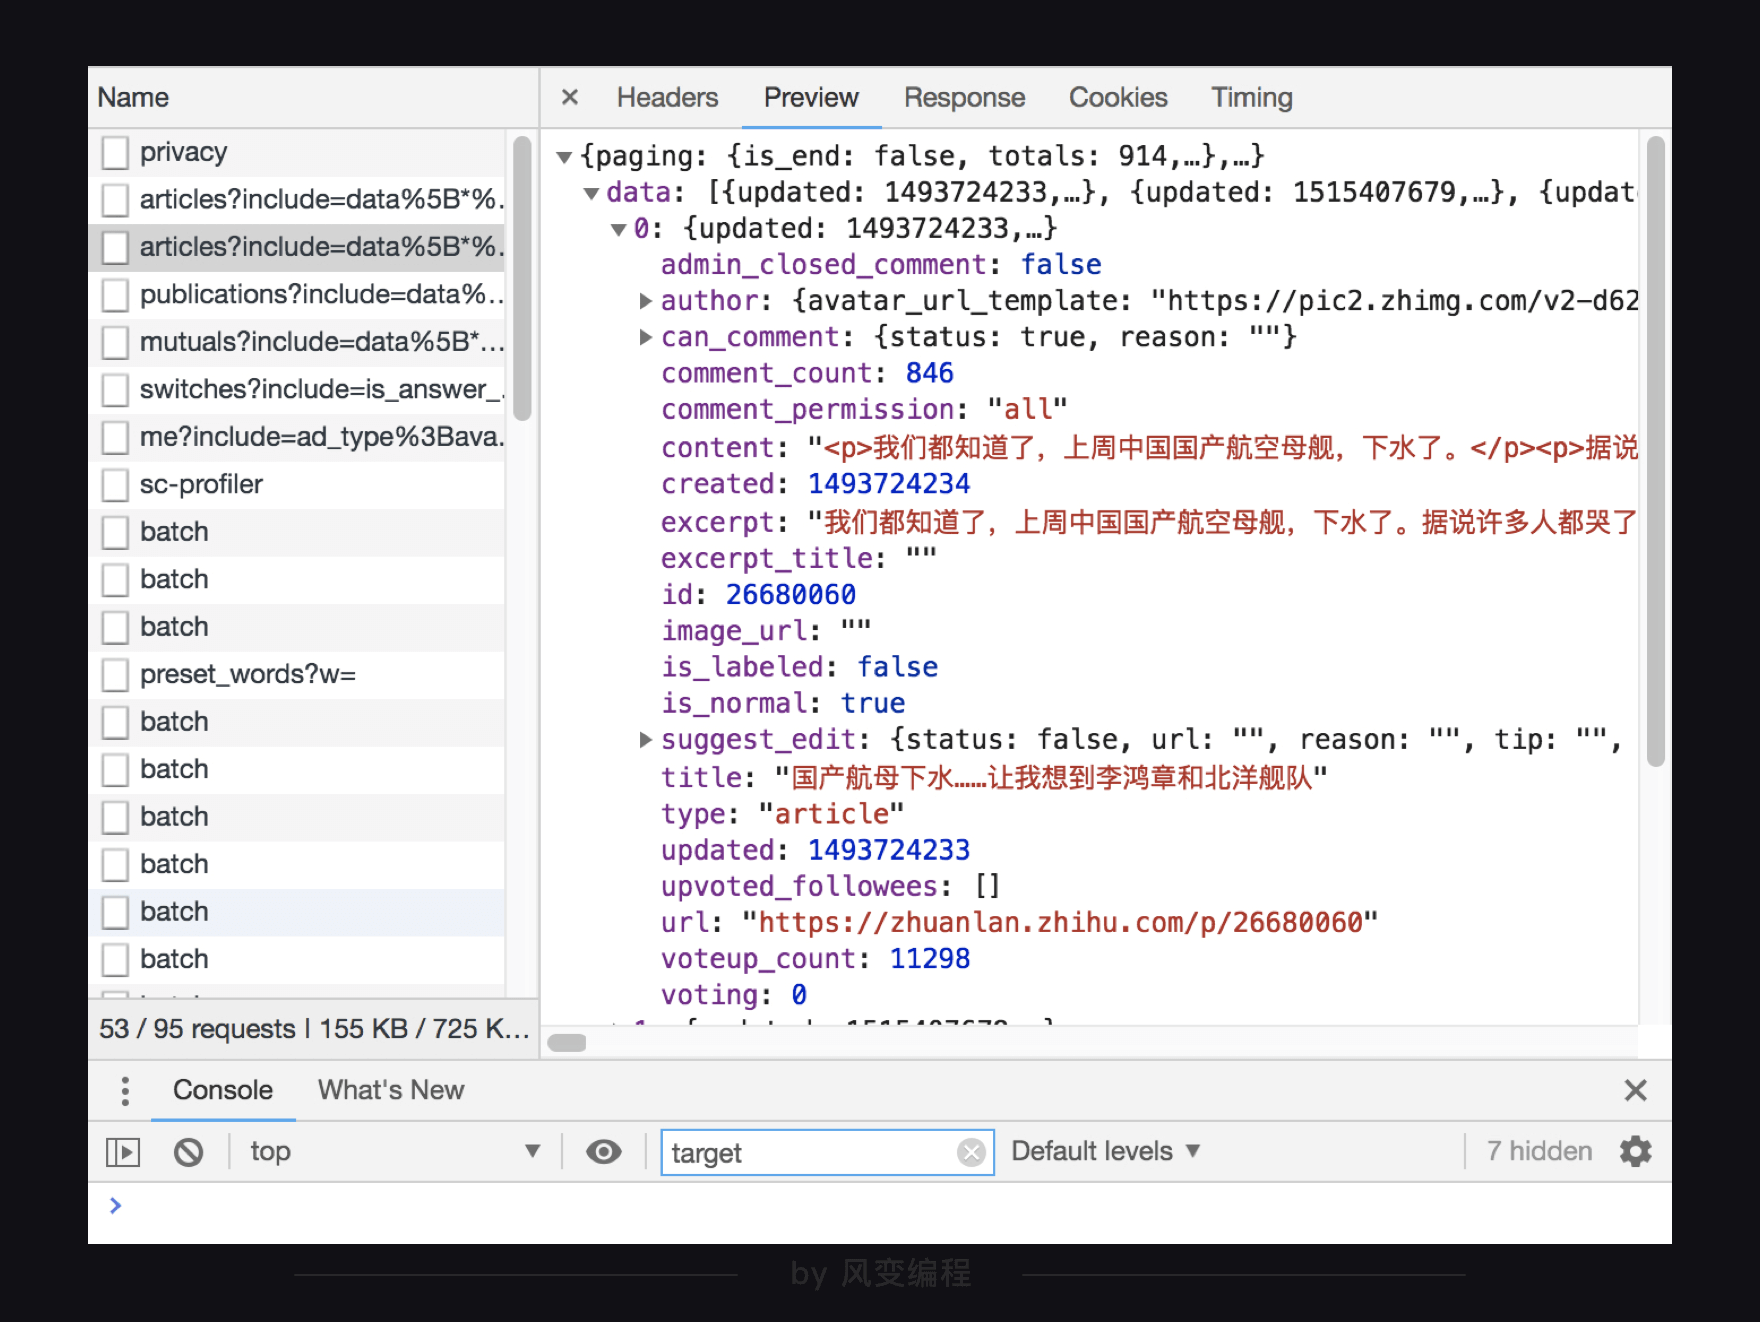 Name
privacy
articles?include=data%5B*%.
articles?include=data%5B*%.
publications?include=data%…
mutuals?include=data%5B*…
switches?include=is_answer_.
me?include=ad_type%3Bava.
sc-profiler
batch
batch
batch
preset_words?w=
batch
batch
batch
batch
batch
batch
53 / 95 requests | 155 KB / 725 K…
× Headers Preview Response Cookies Timing
▼{paging: {is_end: false, totals: 914,…},…}
▼data: [{updated: 1493724233,…}, {updated: 1515407679,…}, {updat
▼0: {updated: 1493724233,…}
admin_closed_comment: false
▶author: {avatar_url_template: "https://pic2.zhimg.com/v2-d62
▶can_comment: {status: true, reason: ""}
comment_count: 846
comment_permission: "all"
content: "<p>我们都知道了，上周中国国产航空母舰，下水了。</p><p>据说
created: 1493724234
excerpt: "我们都知道了，上周中国国产航空母舰，下水了。据说许多人都哭了
excerpt_title: ""
id: 26680060
image_url: ""
is_labeled: false
is_normal: true
▶suggest_edit: {status: false, url: "", reason: "", tip: "",
title: "国产航母下水……让我想到李鸿章和北洋舰队"
type: "article"
updated: 1493724233
upvoted_followees: []
url: "https://zhuanlan.zhihu.com/p/26680060"
voteup_count: 11298
voting: 0
Console What's New
top target Default levels 7 hidden
by 风变编程